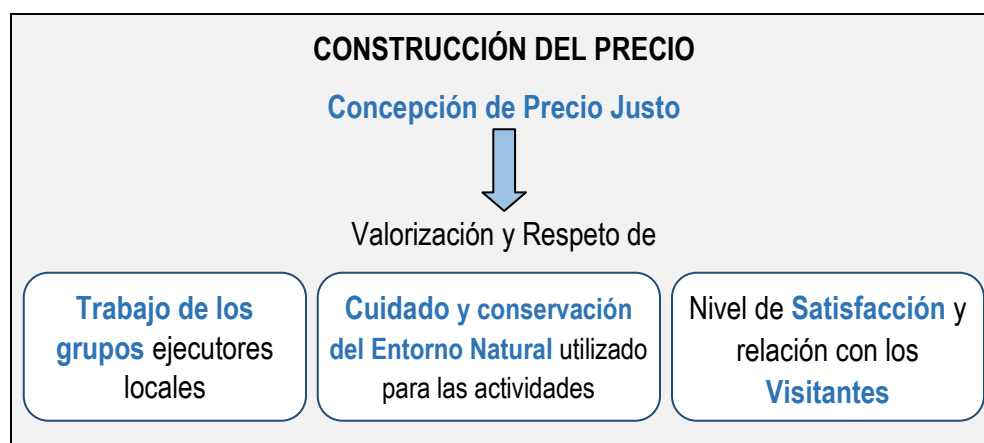 CONSTRUCCIÓN DEL PRECIO
Concepción de Precio Justo
Valorización y Respeto de
Trabajo de los
grupos ejecutores
locales
Cuidado y conservación
del Entorno Natural utilizado
para las actividades
Nivel de Satisfacción y
relación con los
Visitantes